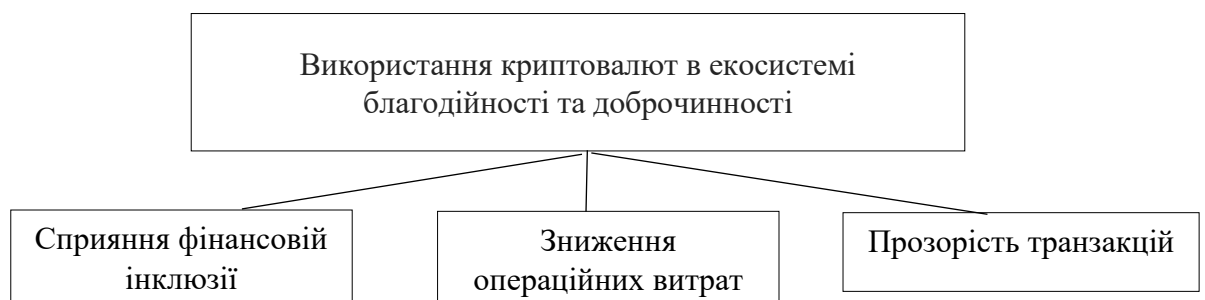 Використання криптовалют в екосистемі
благодійності та доброчинності
Сприяння фінансовій
інклюзії
Зниження
операційних витрат
Прозорість транзакцій